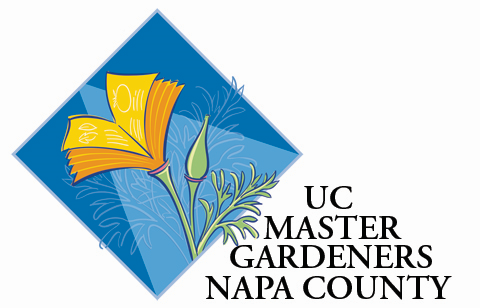 UC
MASTER
GARDENERS
NAPA COUNTY